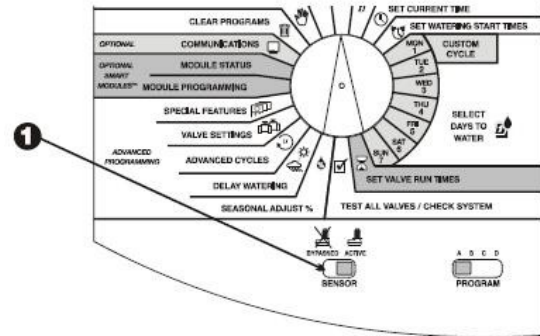 SET CURRENT TIME
CLEAR PROGRAMS
SET WATERING START TIMES
OPTIONAL
COMMUNICATIONS
MON
1
CUSTOM
CYCLE
TUE
2
OPTIONAL
SMART
MODULES™
MODULE STATUS
WED
3
MODULE PROGRAMMING
THU
4
SPECIAL FEATURES
SELECT
DAYS TO
WATER
FRI
5
VALVE SETTINGS
SAT
6
ADVANCED
PROGRAMMING
ADVANCED CYCLES
SUN
7
DELAY WATERING
SET VALVE RUN TIMES
SEASONAL ADJUST %
TEST ALL VALVES / CHECK SYSTEM
1
BYPASSED ACTIVE
A B C D
SENSOR
PROGRAM